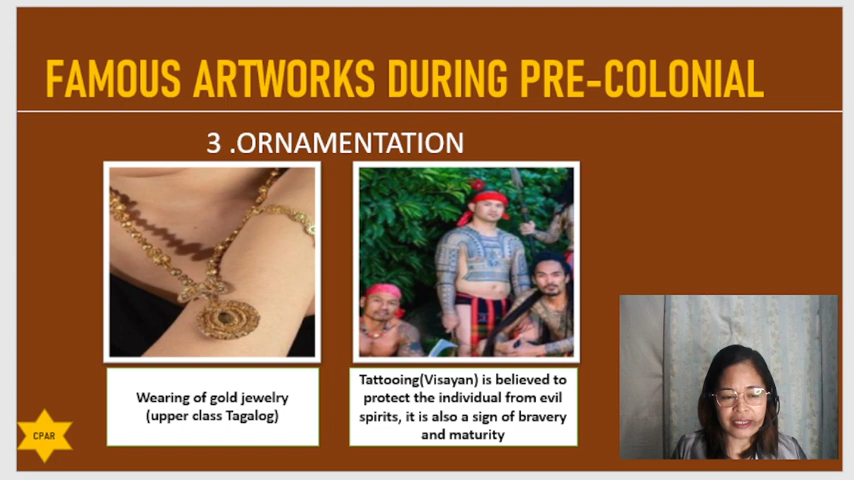 FAMOUS ARTWORKS DURING PRE-COLONIAL
3 .ORNAMENTATION
Wearing of gold jewelry
(upper class Tagalog)
Tattooing(Visayan) is believed to
protect the individual from evil
spirits, it is also a sign of bravery
and maturity
CPAR